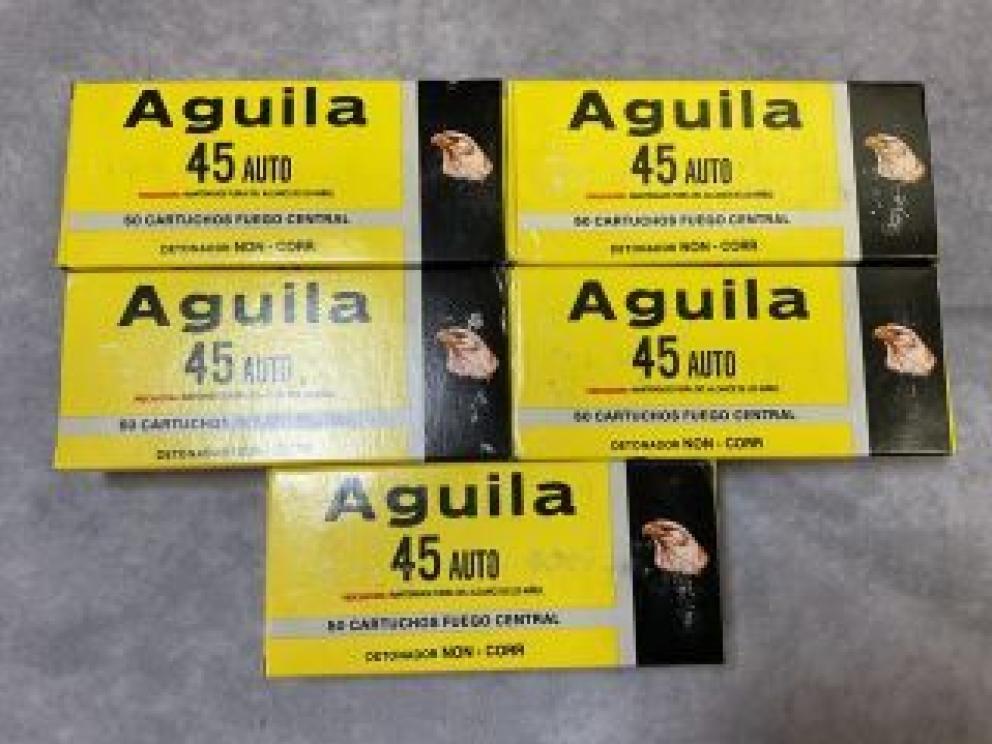 Aguila
45 AUTO
50 CARTUCHOS FUEGO CENTRAL
DETONADOR NON - CORR
Aguila
45 AUTO
50 CARTUCHOS FUEGO CENTRAL
DETONADOR NON - CORR
Aguila
45 AUTO
50 CARTUCHOS
Aguila
45 AUTO
50 CARTUCHOS FUEGO CENTRAL
DETONADOR NON - CORR
Aguila
45 AUTO
50 CARTUCHOS FUEGO CENTRAL
DETONADOR NON - CORR